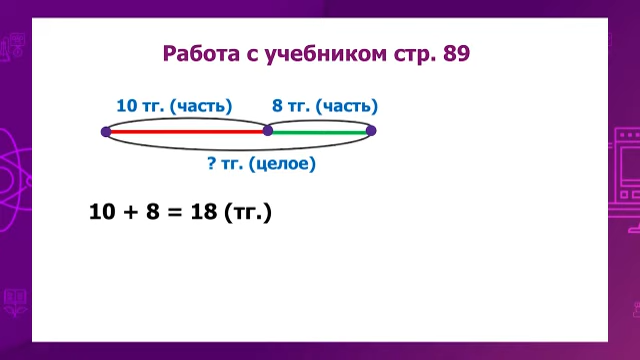 Работа с учебником стр. 89
10 тг. (часть) 8 тг. (часть)
? тг. (целое)
10 + 8 = 18 (тг.)